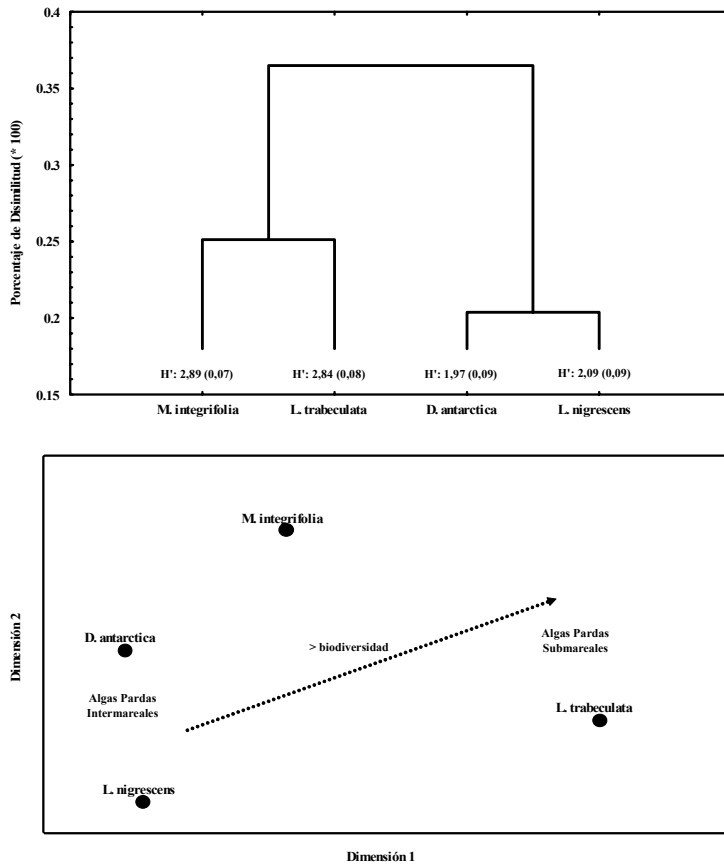 0.4
0.35
0.3
0.25
0.2
0.15
Porcentaje de Disimilitud (* 100)
H': 2,89 (0,07) H': 2,84 (0,08) H': 1,97 (0,09) H': 2,09 (0,09)
M. integrifolia L. trabeculata D. antarctica L. nigrescens
M. integrifolia
D. antarctica
> biodiversidad
Algas Pardas
Submareales
Algas Pardas
Intermareales
L. trabeculata
L. nigrescens
Dimensión 2
Dimensión 1